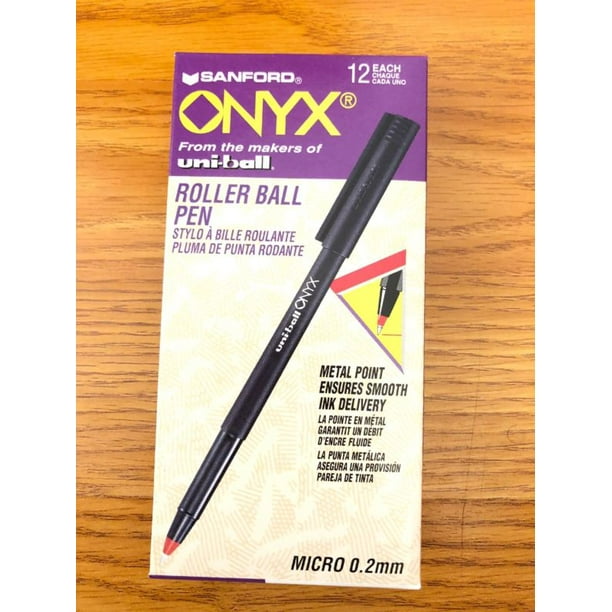 SANFORD®
12 EACH
CHAQUE
CADA UNO
ONYX®
From the makers of
uni-ball®
ROLLER BALL
PEN
STYLO À BILLE ROULANTE
PLUMA DE PUNTA RODANTE
uni-ball ONYX
METAL POINT
ENSURES SMOOTH
INK DELIVERY
LA POINTE EN MÉTAL
GARANTIT UN DÉBIT
D'ENCRE FLUIDE
LA PUNTA METÁLICA
ASEGURA UNA PROVISIÓN
PAREJA DE TINTA
MICRO 0.2mm